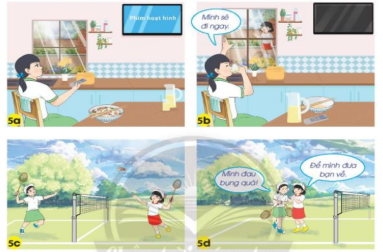 Phim hoạt hình
5a
Mình sẽ
đi ngay.
5b
5c
Mình đau
bụng quá!
Để mình đưa
bạn về.
5d